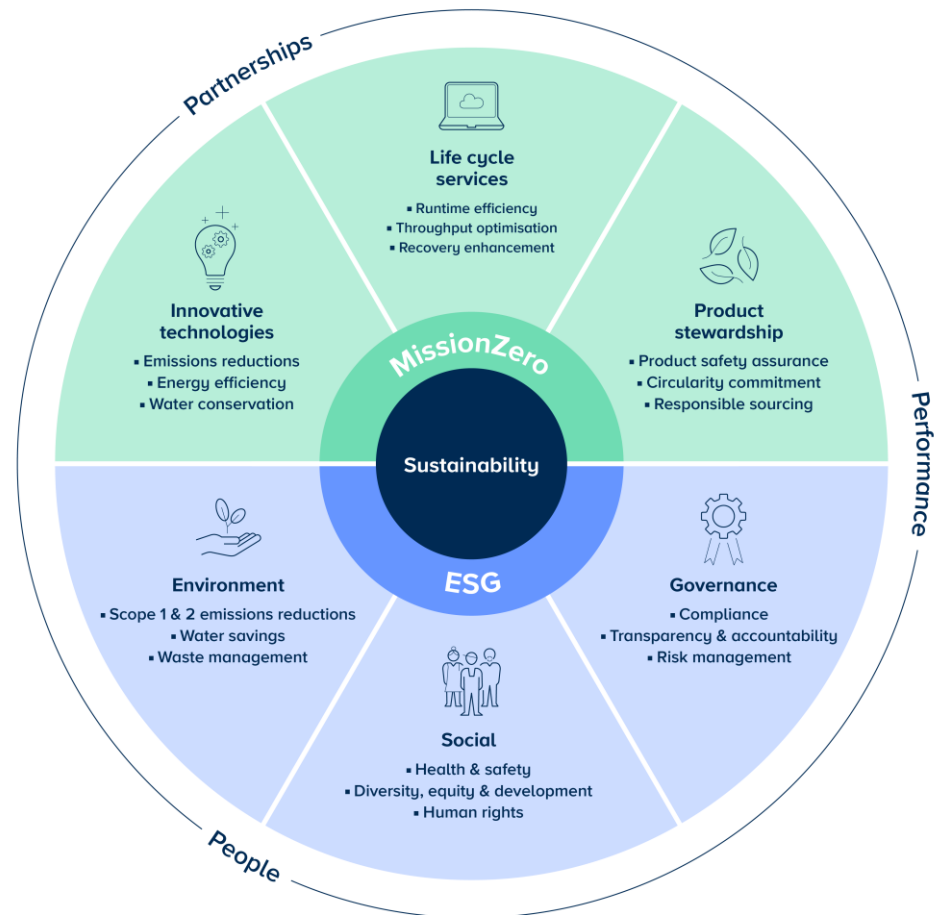 Partnerships
Life cycle
services
▪ Runtime efficiency
▪ Throughput optimisation
▪ Recovery enhancement
Innovative
technologies
▪ Emissions reductions
▪ Energy efficiency
▪ Water conservation
Product
stewardship
▪ Product safety assurance
▪ Circularity commitment
▪ Responsible sourcing
MissionZero
Performance
Sustainability
ESG
Environment
▪ Scope 1 & 2 emissions reductions
▪ Water savings
▪ Waste management
Governance
▪ Compliance
▪ Transparency & accountability
▪ Risk management
Social
▪ Health & safety
▪ Diversity, equity & development
▪ Human rights
People